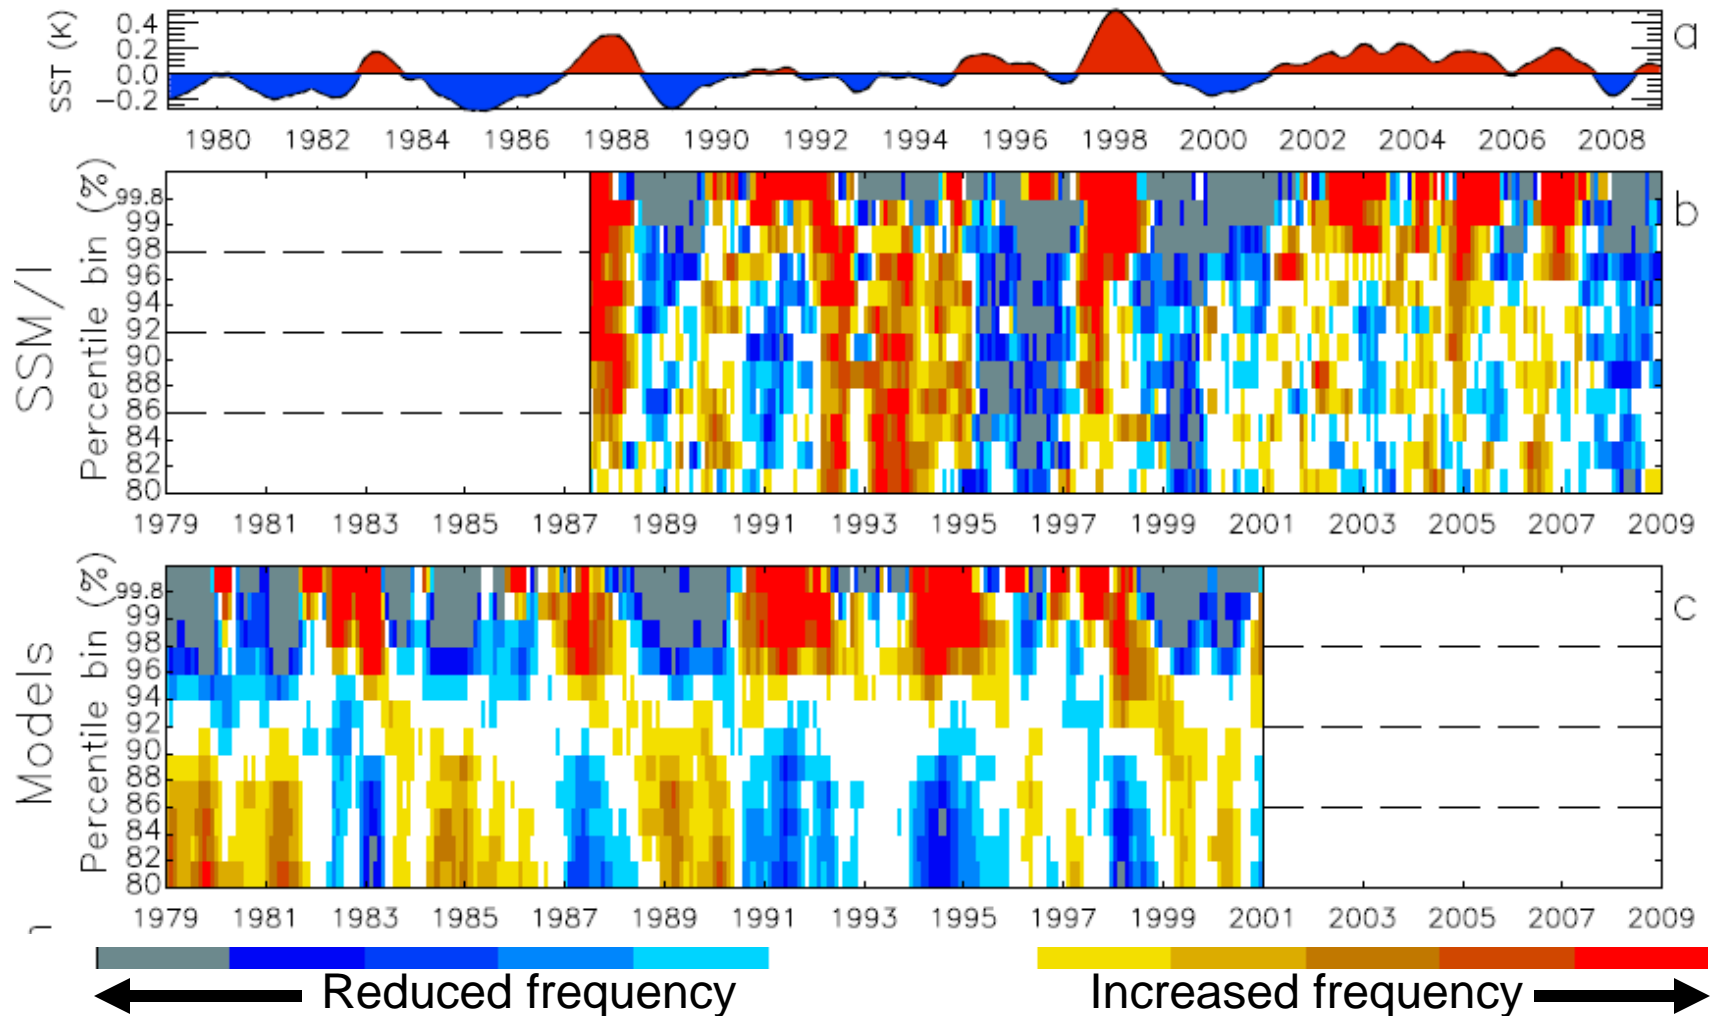 SST (K)
0.4
0.2
0.0
−0.2
a
1980 1982 1984 1986 1988 1990 1992 1994 1996 1998 2000 2002 2004 2006 2008
SSM/I
Percentile bin (%)
99.8
99
98
96
94
92
90
88
86
84
82
80
b
1979 1981 1983 1985 1987 1989 1991 1993 1995 1997 1999 2001 2003 2005 2007 2009
Models
Percentile bin (%)
99.8
99
98
96
94
92
90
88
86
84
82
80
c
1979 1981 1983 1985 1987 1989 1991 1993 1995 1997 1999 2001 2003 2005 2007 2009
Reduced frequency
Increased frequency